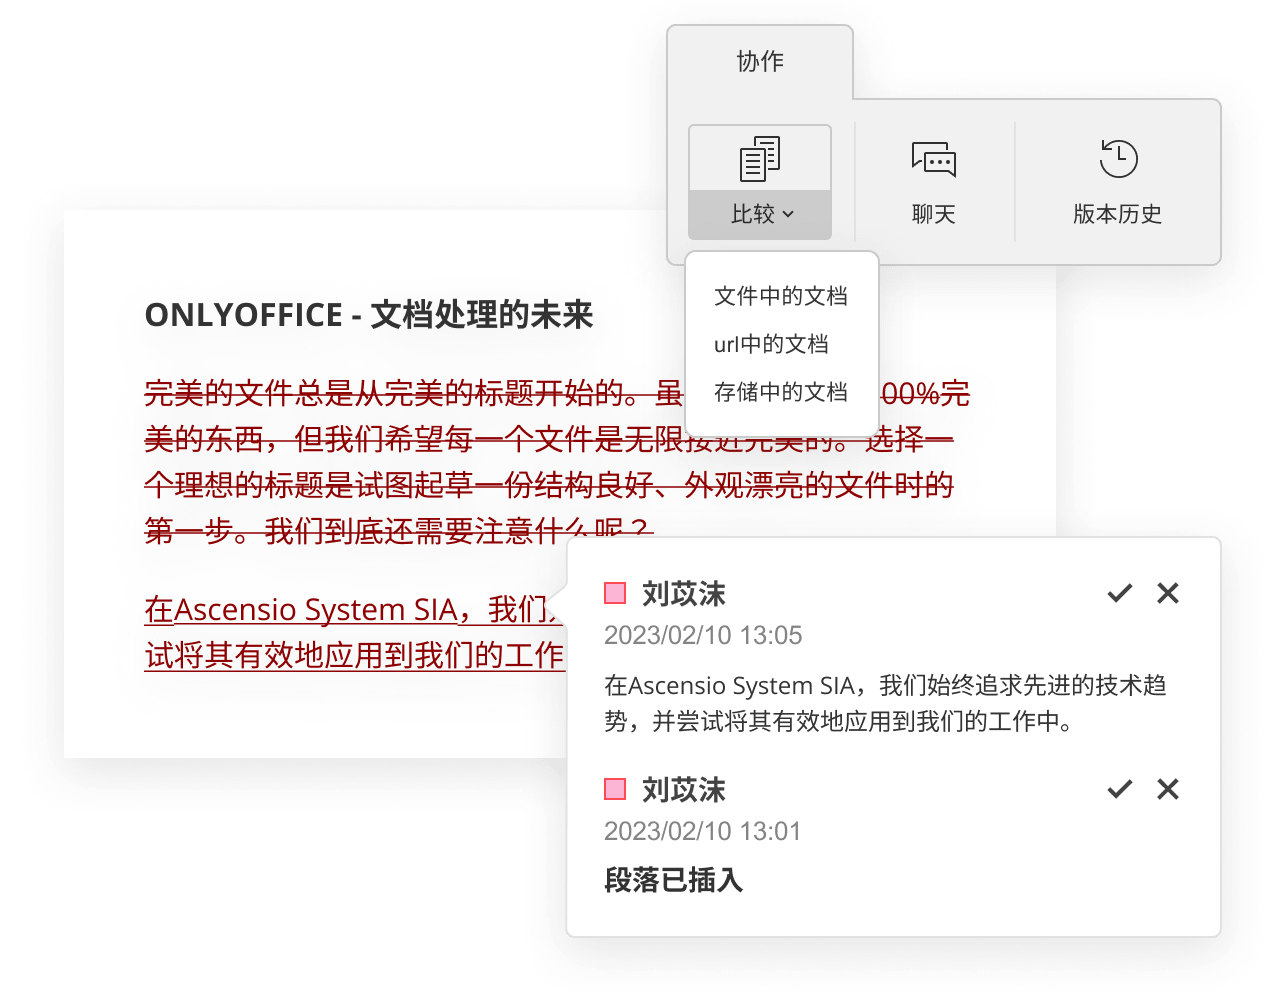 协作
比较
聊天
版本历史
文件中的文档
url中的文档
存储中的文档
ONLYOFFICE - 文档处理的未来
完美的文件总是从完美的标题开始的。虽 00%完
美的东西，但我们希望每一个文件是无限接近完美的。选择一
个理想的标题是试图起草一份结构良好、外观漂亮的文件时的
第一步。我们到底还需要注意什么呢？
在Ascensio System SIA，我们
试将其有效地应用到我们的工作
刘苡沫
2023/02/10 13:05
在Ascensio System SIA，我们始终追求先进的技术趋
势，并尝试将其有效地应用到我们的工作中。
刘苡沫
2023/02/10 13:01
段落已插入